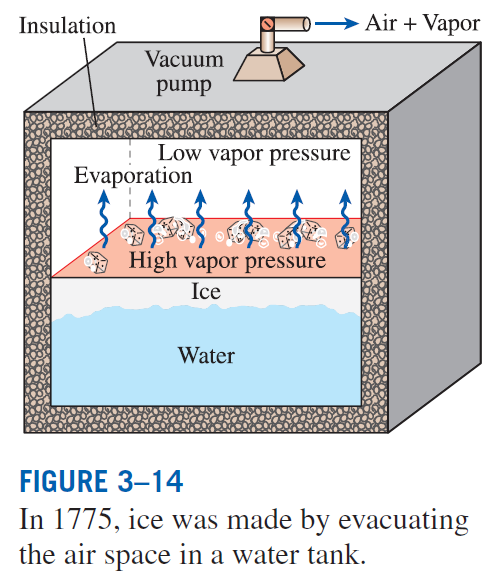 Insulation
Air + Vapor
Vacuum
pump
Low vapor pressure
Evaporation
High vapor pressure
Ice
Water
FIGURE 3–14
In 1775, ice was made by evacuating
the air space in a water tank.